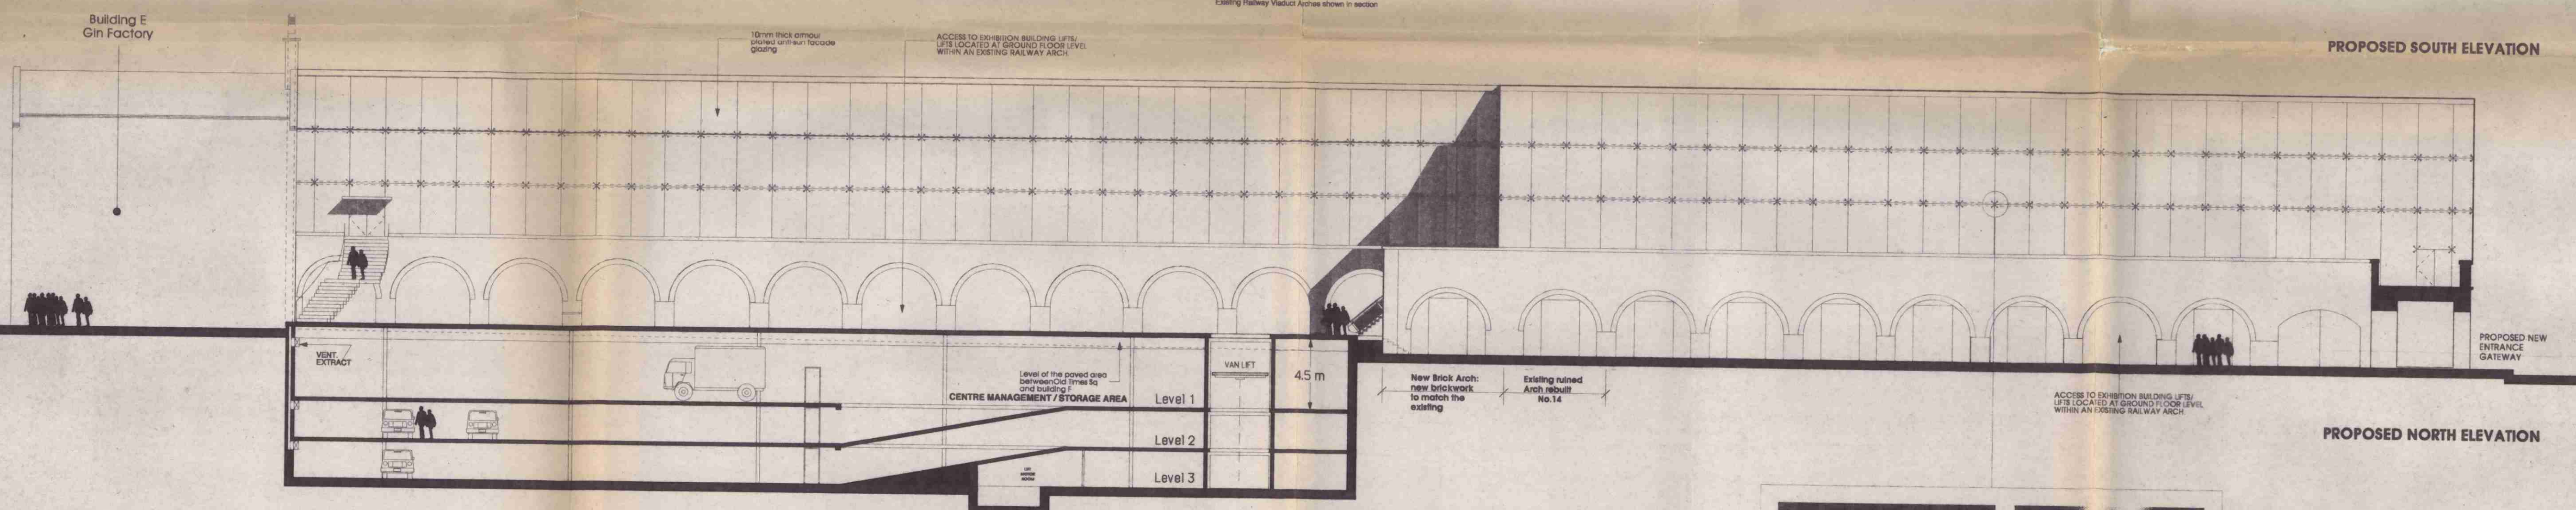 Existing Railway Viaduct Arches shown in section
Building E
Gin Factory
10mm thick armour
plated anti-sun facade
glazing
ACCESS TO EXHIBITION BUILDING LIFTS/
LIFTS LOCATED AT GROUND FLOOR LEVEL
WITHIN AN EXISTING RAILWAY ARCH.
PROPOSED SOUTH ELEVATION
VENT.
EXTRACT
Level of the paved area
between Old Times Sq
and building F
CENTRE MANAGEMENT / STORAGE AREA
Level 1
Level 2
Level 3
VAN LIFT
4.5 m
LIFT
MOTOR
ROOM
New Brick Arch:
new brickwork
to match the
existing
Existing ruined
Arch rebuilt
No.14
ACCESS TO EXHIBITION BUILDING LIFTS/
LIFTS LOCATED AT GROUND FLOOR LEVEL
WITHIN AN EXISTING RAILWAY ARCH.
PROPOSED NEW
ENTRANCE
GATEWAY
PROPOSED NORTH ELEVATION